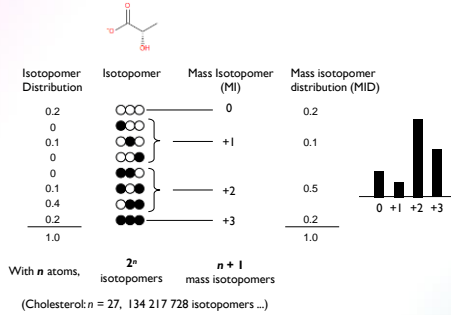 O
⁻O
OH
Isotopomer Distribution
Isotopomer
Mass Isotopomer (MI)
Mass isotopomer distribution (MID)
0.2 0 0.2
0
0.1 +1 0.1
0
0
0.1 +2 0.5
0.4
0.2 +3 0.2
1.0 1.0
0 +1 +2 +3
With n atoms, 2ⁿ isotopomers n + 1 mass isotopomers
(Cholesterol: n = 27, 134 217 728 isotopomers ...)